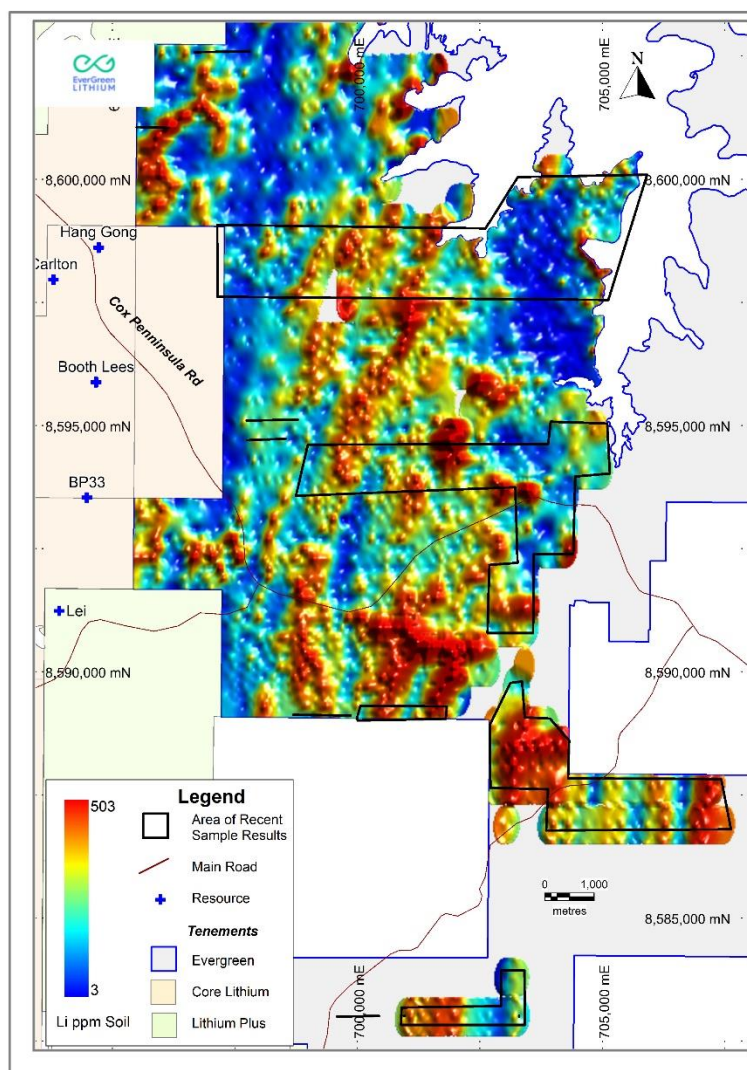 EverGreen
LITHIUM
700,000 mE
705,000 mE
N
8,600,000 mN
8,600,000 mN
Hang Gong
Carlton
Cox Penninsula Rd
Booth Lees
8,595,000 mN
8,595,000 mN
BP33
Lei
8,590,000 mN
8,590,000 mN
Legend
503
Area of Recent
Sample Results
Main Road
Resource
Tenements
Evergreen
Core Lithium
3
Li ppm Soil
Lithium Plus
0 1,000
metres
8,585,000 mN
700,000 mE
705,000 mE